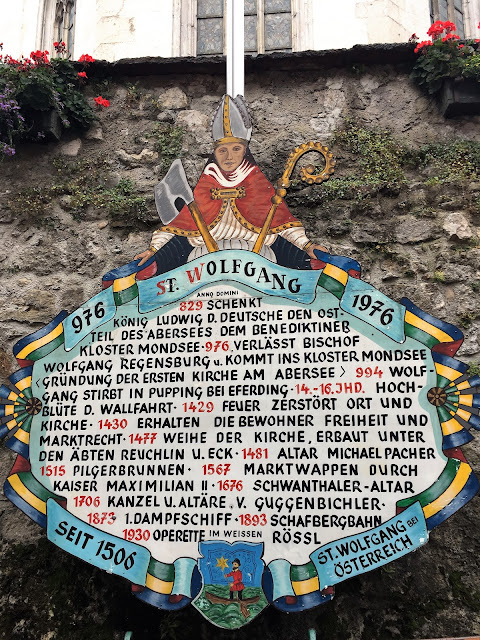 976 ST. WOLFGANG 1976
ANNO DOMINI
829 SCHENKT
KÖNIG LUDWIG D. DEUTSCHE DEN OST-
TEIL DES ABERSEES DEM BENEDIKTINER
KLOSTER MONDSEE·976·VERLÄSST BISCHOF
WOLFGANG REGENSBURG u. KOMMT INS KLOSTER MONDSEE
<GRÜNDUNG DER ERSTEN KIRCHE AM ABERSEE> 994 WOLF-
GANG STIRBT IN PUPPING BEI EFERDING·14.-16.JHD. HOCH-
BLÜTE D. WALLFAHRT·1429 FEUER ZERSTÖRT ORT UND
KIRCHE·1430 ERHALTEN DIE BEWOHNER FREIHEIT UND
MARKTRECHT·1477 WEIHE DER KIRCHE, ERBAUT UNTER
DEN ÄBTEN REUCHLIN U. ECK·1481 ALTAR MICHAEL PACHER
1515 PILGERBRUNNEN·1567 MARKTWAPPEN DURCH
KAISER MAXIMILIAN II·1676 SCHWANTHALER-ALTAR
1706 KANZEL U. ALTÄRE V. GUGGENBICHLER·
1873 1.DAMPFSCHIFF·1893 SCHAFBERGBAHN
1930 OPERETTE IM WEISSEN RÖSSL
SEIT 1506
ST. WOLFGANG BEI
ÖSTERREICH